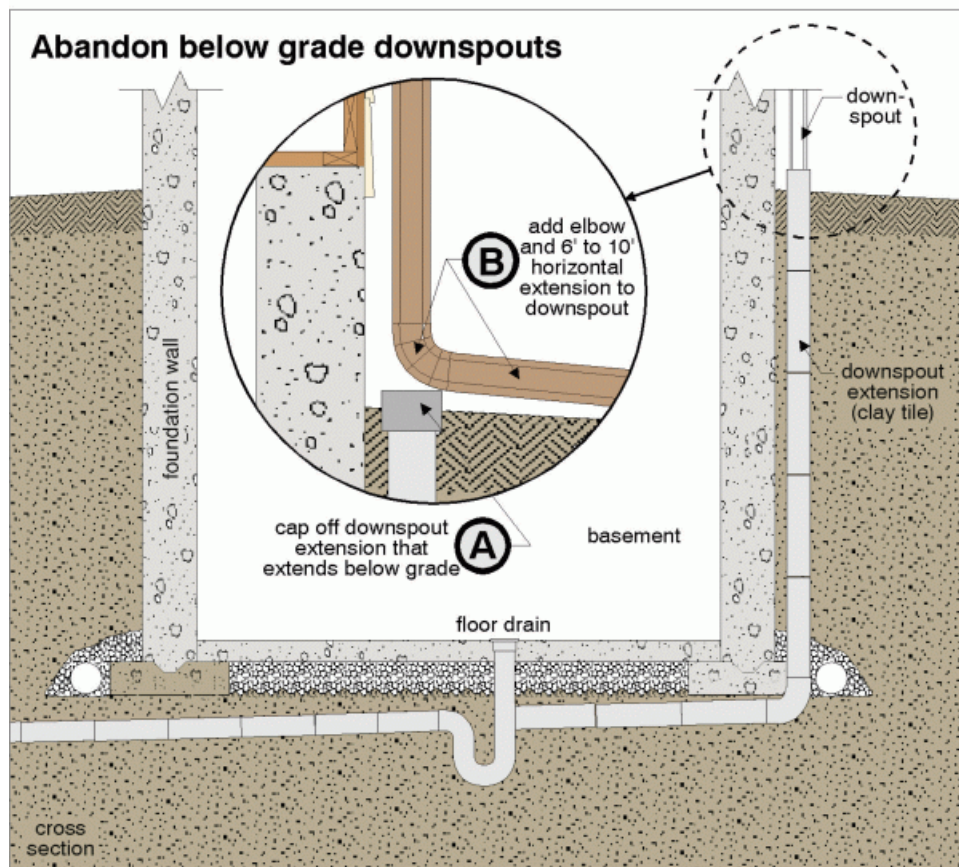 Abandon below grade downspouts
down-
spout
add elbow
and 6' to 10'
horizontal
extension to
downspout
B
foundation wall
downspout
extension
(clay tile)
cap off downspout
extension that
extends below grade
A
basement
floor drain
cross
section